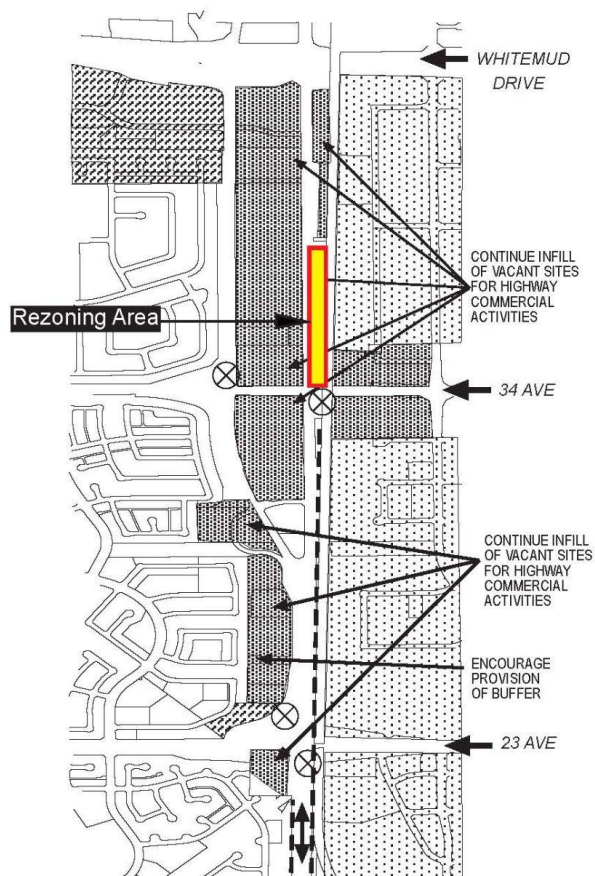 WHITEMUD
DRIVE
CONTINUE INFILL
OF VACANT SITES
FOR HIGHWAY
COMMERCIAL
ACTIVITIES
Rezoning Area
34 AVE
CONTINUE INFILL
OF VACANT SITES
FOR HIGHWAY
COMMERCIAL
ACTIVITIES
ENCOURAGE
PROVISION
OF BUFFER
23 AVE